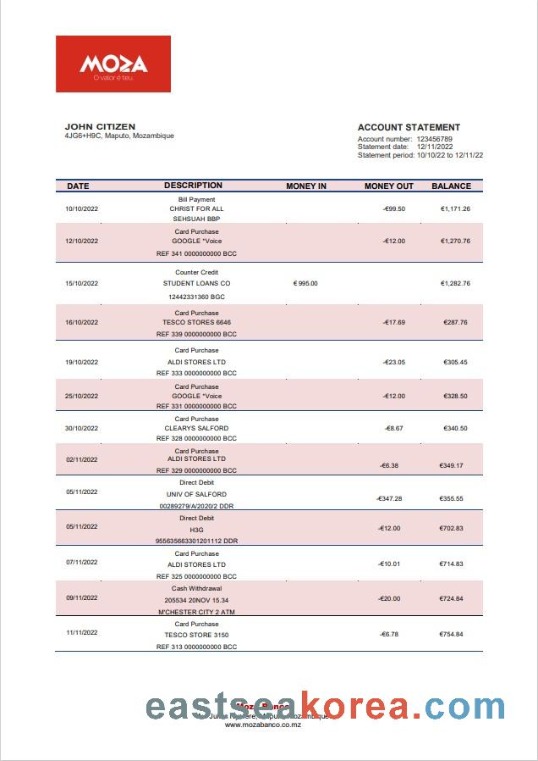 MOZA
O valor é teu.
JOHN CITIZEN
4JG6+H9C, Maputo, Mozambique
ACCOUNT STATEMENT
Account number: 123456789
Statement date: 12/11/2022
Statement period: 10/10/22 to 12/11/22
DATE DESCRIPTION MONEY IN MONEY OUT BALANCE
Bill Payment
10/10/2022 CHRIST FOR ALL -€99.50 €1,171.26
SEHSUAH BBP
Card Purchase
12/10/2022 GOOGLE *Voice -€12.00 €1,270.76
REF 341 0000000000 BCC
Counter Credit
15/10/2022 STUDENT LOANS CO € 995.00 €1,282.76
12442331360 BGC
Card Purchase
16/10/2022 TESCO STORES 6646 -€17.69 €287.76
REF 339 0000000000 BCC
Card Purchase
19/10/2022 ALDI STORES LTD -€23.05 €305.45
REF 333 0000000000 BCC
Card Purchase
25/10/2022 GOOGLE *Voice -€12.00 €328.50
REF 331 0000000000 BCC
Card Purchase
30/10/2022 CLEARYS SALFORD -€8.67 €340.50
REF 328 0000000000 BCC
Card Purchase
02/11/2022 ALDI STORES LTD -€6.38 €349.17
REF 329 0000000000 BCC
Direct Debit
05/11/2022 UNIV OF SALFORD -€347.28 €355.55
00289279/A/2020/2 DDR
Direct Debit
05/11/2022 H3G -€12.00 €702.83
955635663301201112 DDR
Card Purchase
07/11/2022 ALDI STORES LTD -€10.01 €714.83
REF 325 0000000000 BCC
Cash Withdrawal
09/11/2022 205534 20NOV 15.34 -€20.00 €724.84
M'CHESTER CITY 2 ATM
Card Purchase
11/11/2022 TESCO STORE 3150 -€6.78 €754.84
REF 313 0000000000 BCC
Moza Banco
eastseakorea.com
www.mozabanco.co.mz